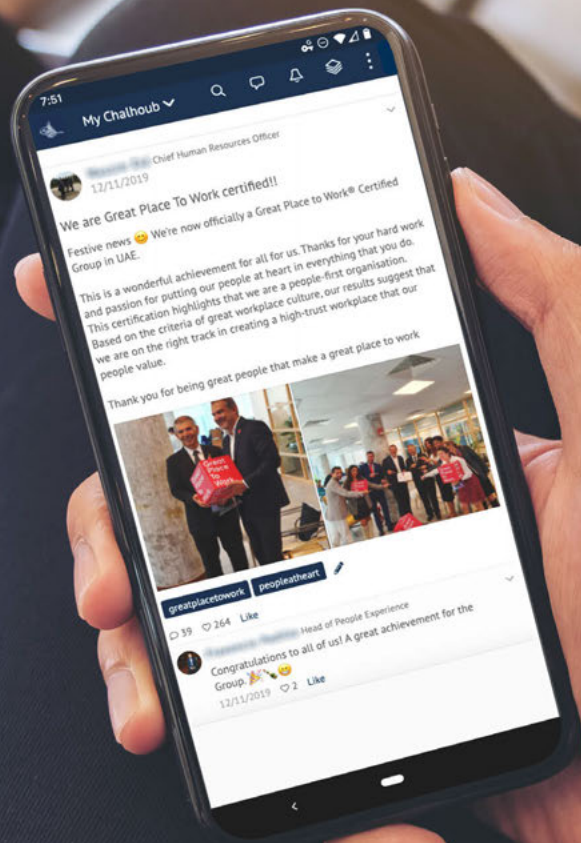 7:51
My Chalhoub
Chief Human Resources Officer
12/11/2019
We are Great Place To Work certified!!
Festive news 😊 We're now officially a Great Place to Work® Certified
Group in UAE.
This is a wonderful achievement for all for us. Thanks for your hard work
and passion for putting our people at heart in everything that you do.
This certification highlights that we are a people-first organisation.
Based on the criteria of great workplace culture, our results suggest that
we are on the right track in creating a high-trust workplace that our
people value.
Thank you for being great people that make a great place to work
Great
Place
To
Work
greatplacetowork peopleatheart
39 264 Like
Head of People Experience
Congratulations to all of us! A great achievement for the
Group. 🎉🍾😁
12/11/2019 2 Like